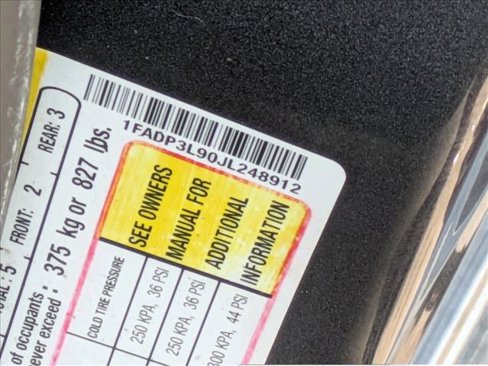 1FADP3L90JL248912
TOTAL: 5 FRONT: 2 REAR: 3
of occupants
ever exceed : 375 kg or 827 lbs.
COLD TIRE PRESSURE
250 KPA, 36 PSI
250 KPA, 36 PSI
300 KPA, 44 PSI
SEE OWNERS
MANUAL FOR
ADDITIONAL
INFORMATION